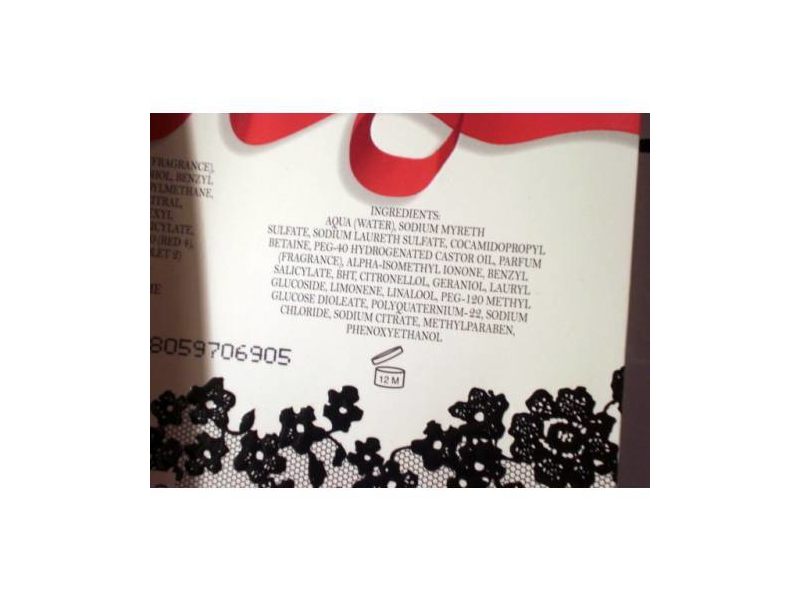 FRAGRANCE),
BENZYL
INGREDIENTS:
AQUA (WATER), SODIUM MYRETH
SULFATE, SODIUM LAURETH SULFATE, COCAMIDOPROPYL
BETAINE, PEG-40 HYDROGENATED CASTOR OIL, PARFUM
(FRAGRANCE), ALPHA-ISOMETHYL IONONE, BENZYL
SALICYLATE, BHT, CITRONELLOL, GERANIOL, LAURYL
GLUCOSIDE, LIMONENE, LINALOOL, PEG-120 METHYL
GLUCOSE DIOLEATE, POLYQUATERNIUM-22, SODIUM
CHLORIDE, SODIUM CITRATE, METHYLPARABEN,
PHENOXYETHANOL
8059706905
12 M